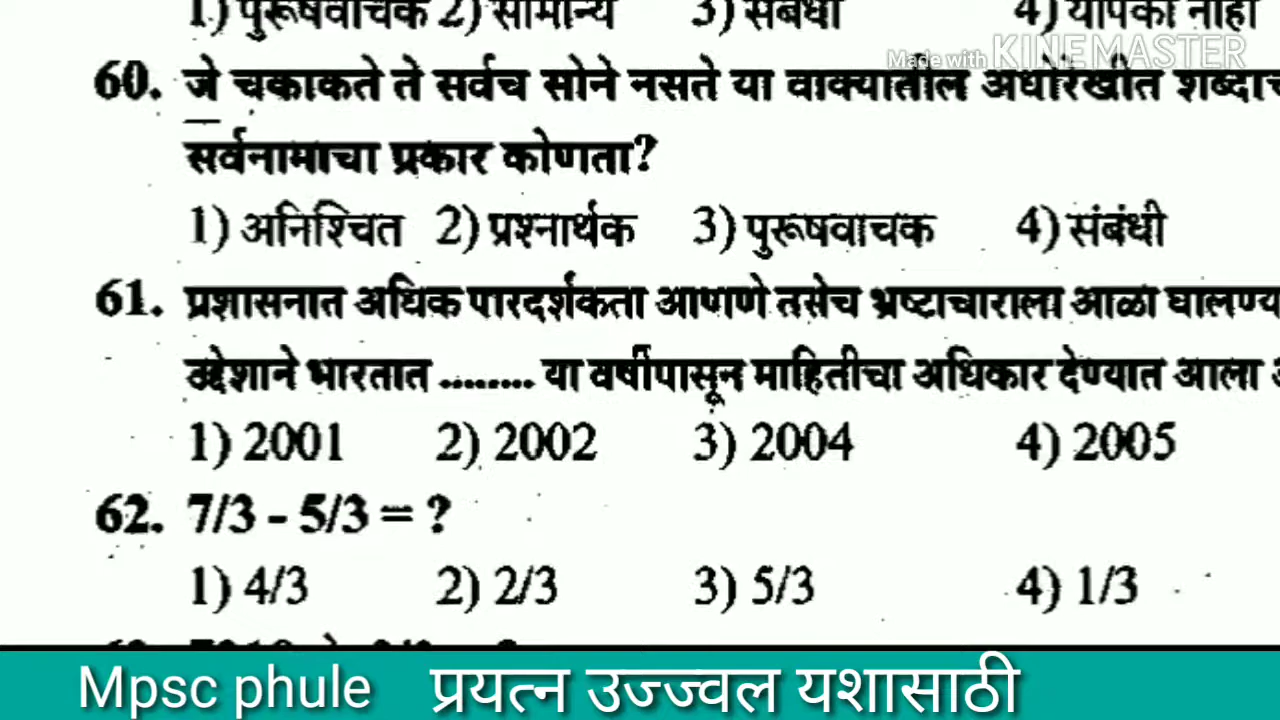 1) पुरूषवाचक 2) सामान्य 3) संबंधी 4) यापैकी नाही
Made with KINEMASTER
60. जे चकाकते ते सर्वच सोने नसते या वाक्यातील अधोरेखीत
सर्वनामाचा प्रकार कोणता?
1) अनिश्चित 2) प्रश्नार्थक 3) पुरूषवाचक 4) संबंधी
61. प्रशासनात अधिक पारदर्शकता आणणे तसेच भ्रष्टाचाराला आळा
उद्देशाने भारतात ........ या वर्षीपासून माहितीचा अधिकार देण्यात आला
1) 2001 2) 2002 3) 2004 4) 2005
62. 7/3 - 5/3 = ?
1) 4/3 2) 2/3 3) 5/3 4) 1/3
Mpsc phule प्रयत्न उज्ज्वल यशासाठी